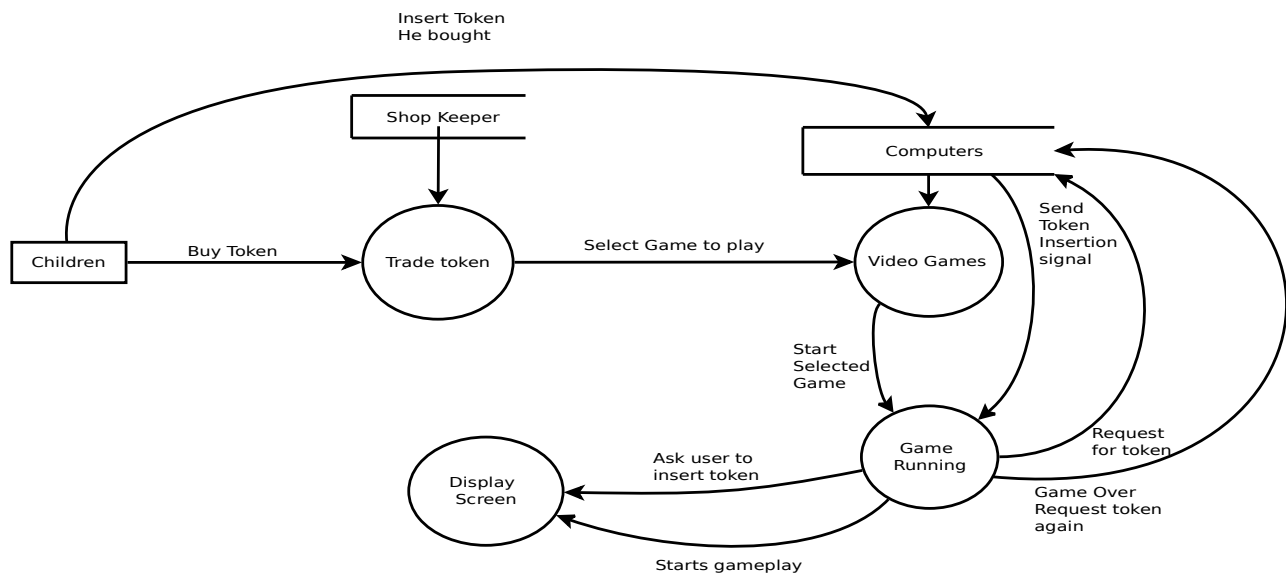 Insert Token
He bought
Shop Keeper
Computers
Children
Buy Token
Trade token
Select Game to play
Video Games
Send
Token
Insertion
signal
Start
Selected
Game
Game
Running
Request
for token
Ask user to
insert token
Display
Screen
Game Over
Request token
again
Starts gameplay